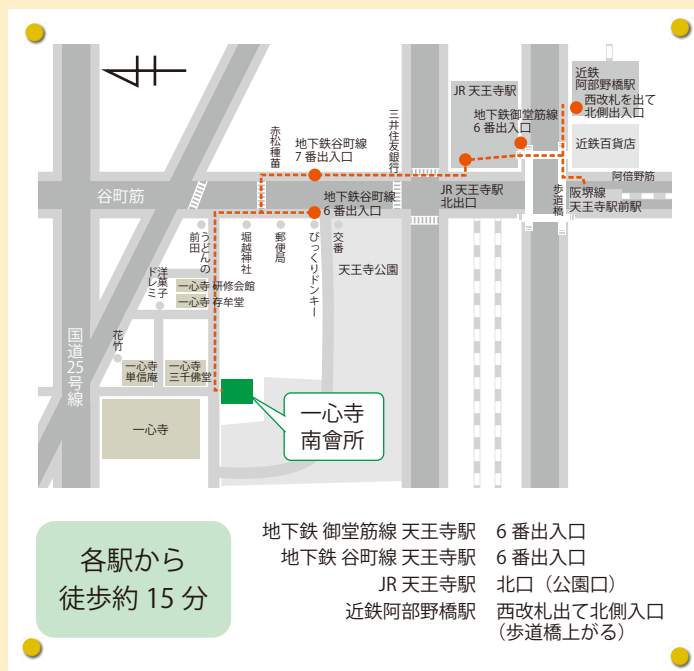 JR 天王寺駅
近鉄
阿部野橋駅
西改札を出て
北側出入口
地下鉄御堂筋線
6 番出入口
近鉄百貨店
三井住友銀行
赤松種苗
地下鉄谷町線
7 番出入口
阿倍野筋
谷町筋
地下鉄谷町線
6 番出入口
JR 天王寺駅
北出口
歩道橋
阪堺線
天王寺駅前駅
うどんの
前田
堀越神社
郵便局
びっくりドンキー
交番
天王寺公園
洋菓子
ドレミ
一心寺 研修会館
一心寺 存牟堂
国道25号線
花竹
一心寺
単信庵
一心寺
三千佛堂
一心寺
一心寺
南會所
各駅から
徒歩約 15 分
地下鉄 御堂筋線 天王寺駅 6 番出入口
地下鉄 谷町線 天王寺駅 6 番出入口
JR 天王寺駅 北口（公園口）
近鉄阿部野橋駅 西改札出て北側入口
（歩道橋上がる）